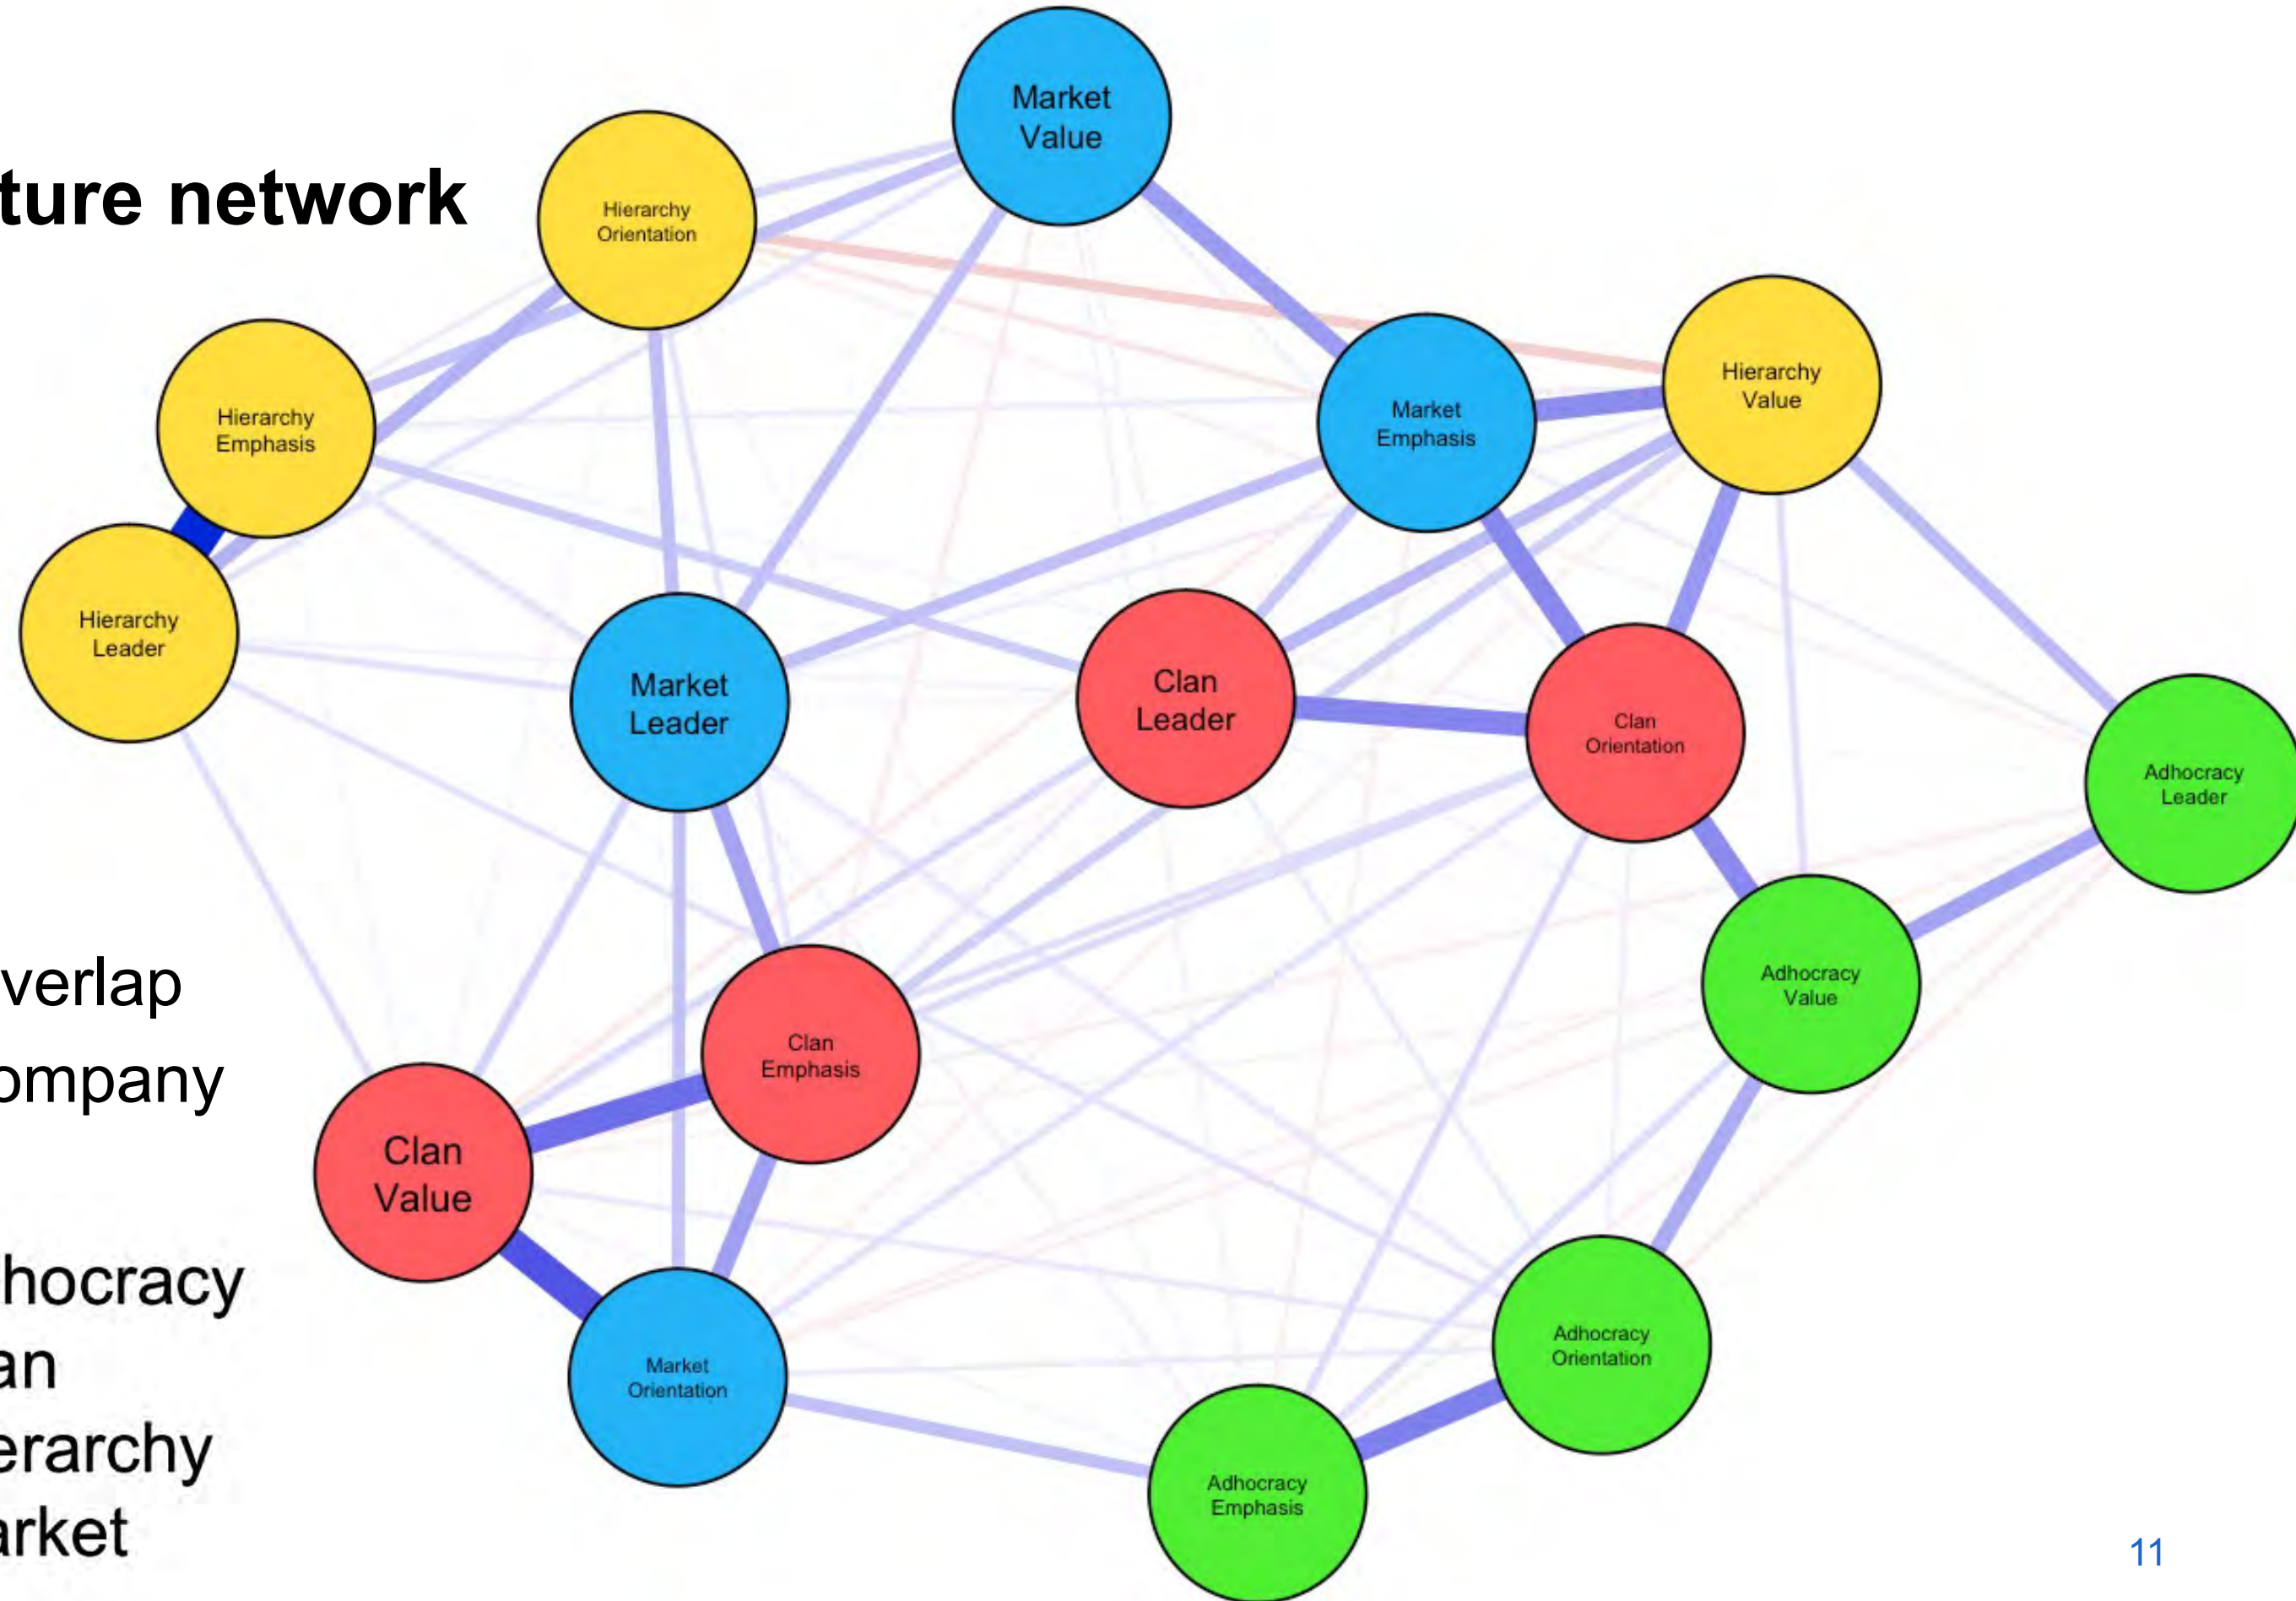 ture network
verlap
ompany
hocracy
an
erarchy
arket
Market
Value
Hierarchy
Orientation
Hierarchy
Value
Market
Emphasis
Hierarchy
Emphasis
Hierarchy
Leader
Market
Leader
Clan
Leader
Clan
Orientation
Adhocracy
Leader
Adhocracy
Value
Clan
Emphasis
Clan
Value
Market
Orientation
Adhocracy
Orientation
Adhocracy
Emphasis
11